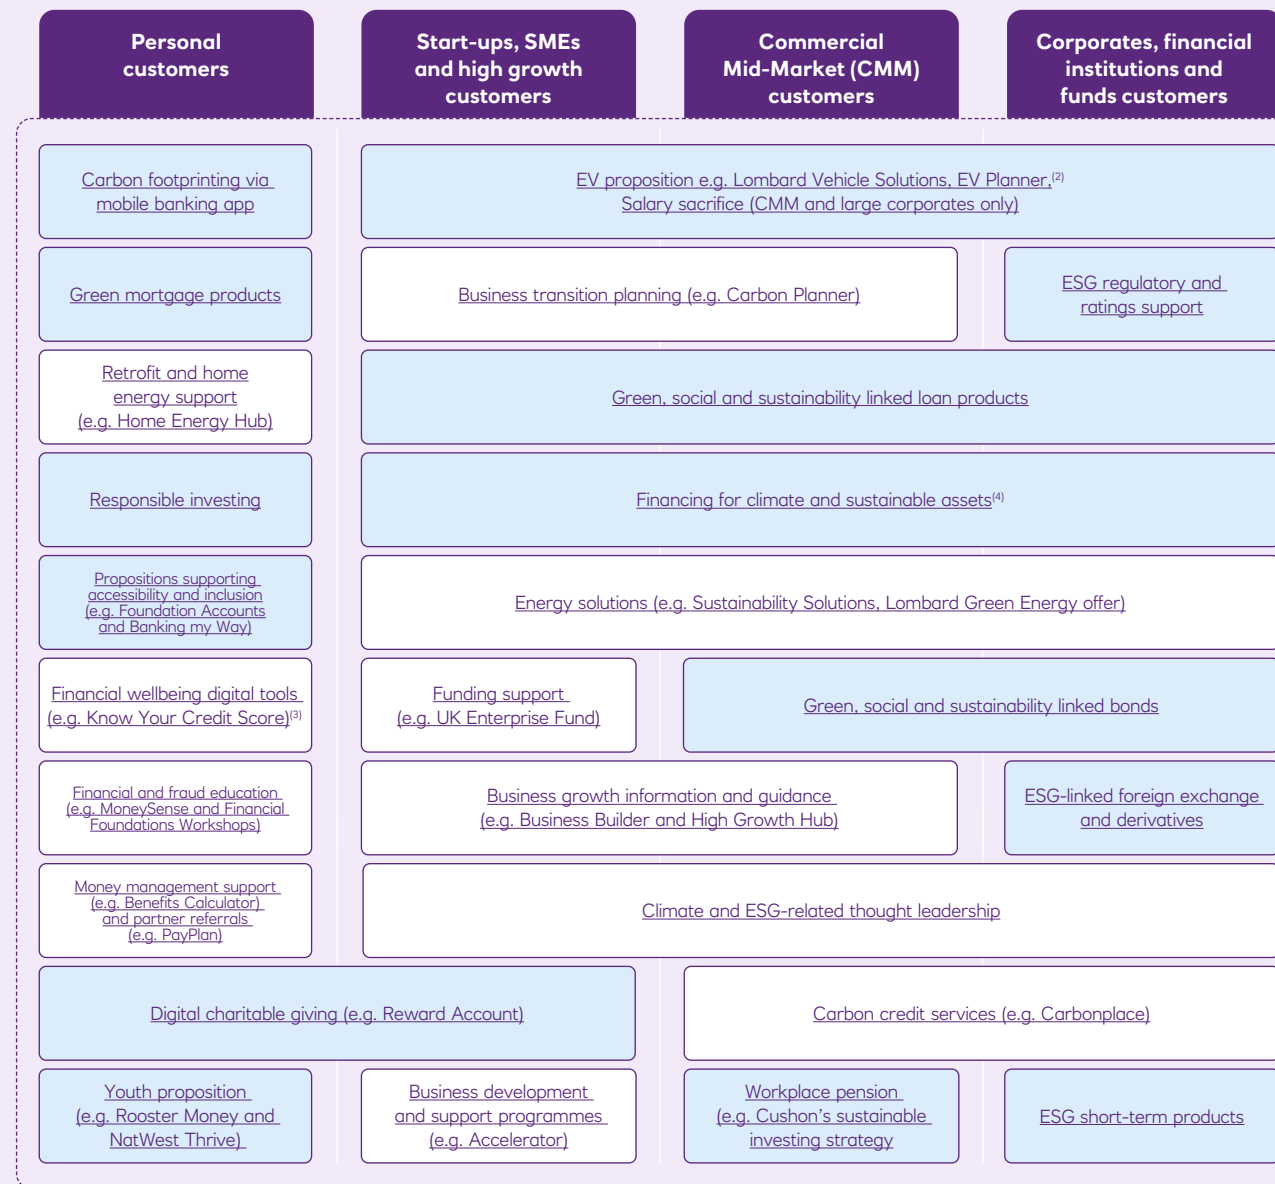 Personal
customers
Start-ups, SMEs
and high growth
customers
Commercial
Mid-Market (CMM)
customers
Corporates, financial
institutions and
funds customers
Carbon footprinting via
mobile banking app
EV proposition e.g. Lombard Vehicle Solutions, EV Planner,(2)
Salary sacrifice (CMM and large corporates only)
Green mortgage products
Business transition planning (e.g. Carbon Planner)
ESG regulatory and
ratings support
Retrofit and home
energy support
(e.g. Home Energy Hub)
Green, social and sustainability linked loan products
Responsible investing
Financing for climate and sustainable assets(4)
Propositions supporting
accessibility and inclusion
(e.g. Foundation Accounts
and Banking my Way)
Energy solutions (e.g. Sustainability Solutions, Lombard Green Energy offer)
Financial wellbeing digital tools
(e.g. Know Your Credit Score)(3)
Funding support
(e.g. UK Enterprise Fund)
Green, social and sustainability linked bonds
Financial and fraud education
(e.g. MoneySense and Financial
Foundations Workshops)
Business growth information and guidance
(e.g. Business Builder and High Growth Hub)
ESG-linked foreign exchange
and derivatives
Money management support
(e.g. Benefits Calculator)
and partner referrals
(e.g. PayPlan)
Climate and ESG-related thought leadership
Digital charitable giving (e.g. Reward Account)
Carbon credit services (e.g. Carbonplace)
Youth proposition
(e.g. Rooster Money and
NatWest Thrive)
Business development
and support programmes
(e.g. Accelerator)
Workplace pension
(e.g. Cushon's sustainable
investing strategy
ESG short-term products